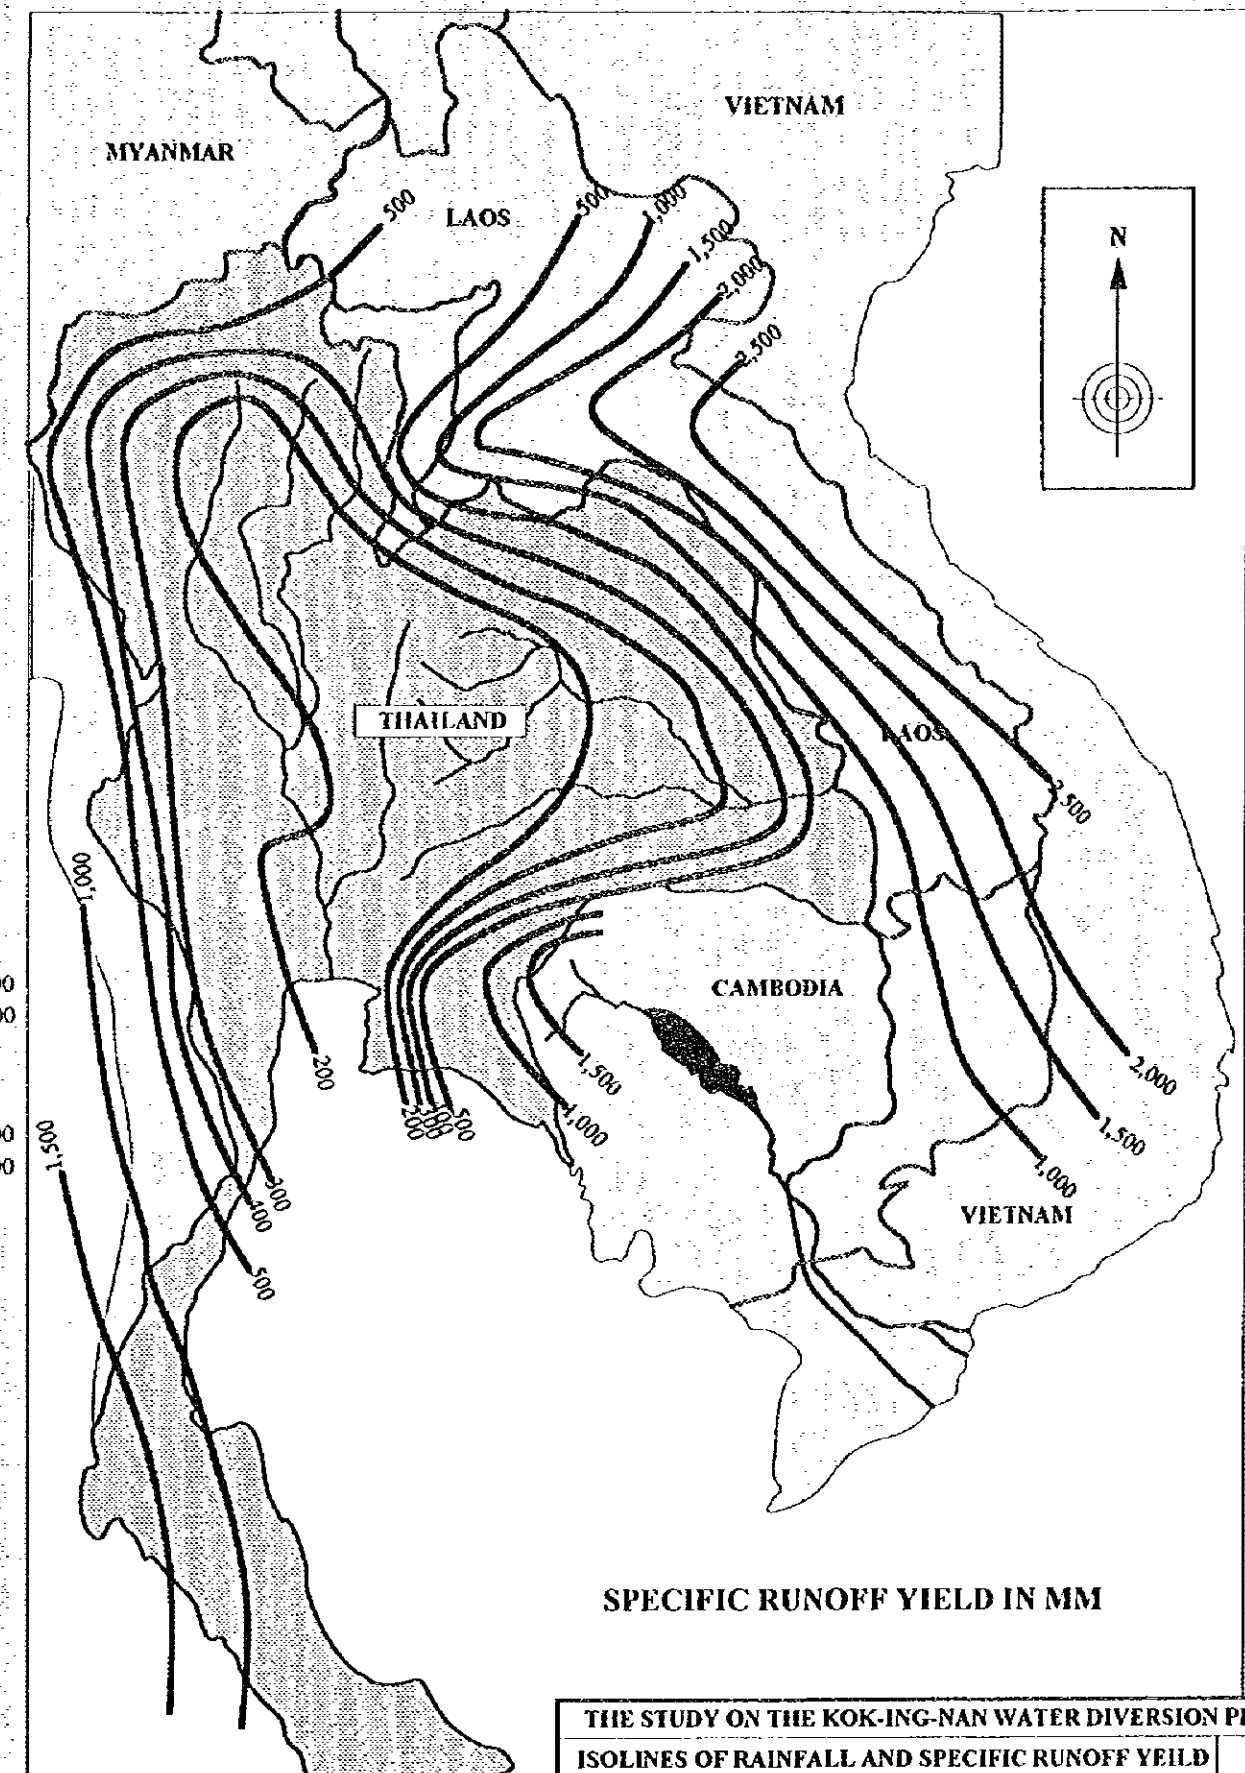 VIETNAM
MYANMAR
LAOS
500
500
1,000
1,500
2,000
N
2,500
THAILAND
LAOS
2,500
1,000
CAMBODIA
200
1,500
2,000
200
300
500
1,000
1,500
1,500
1,000
300
400
500
VIETNAM
SPECIFIC RUNOFF YIELD IN MM
THE STUDY ON THE KOK-ING-NAN WATER DIVERSION
ISOLINES OF RAINFALL AND SPECIFIC RUNOFF YEILD